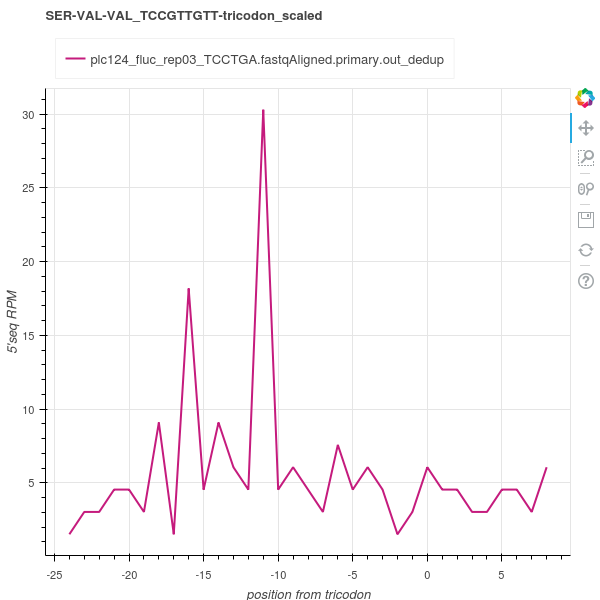 SER-VAL-VAL_TCCGTTGTT-tricodon_scaled
plc124_fluc_rep03_TCCTGA.fastqAligned.primary.out_dedup
30
25
20
15
10
5
5'seq RPM
-25 -20 -15 -10 -5 0 5
position from tricodon